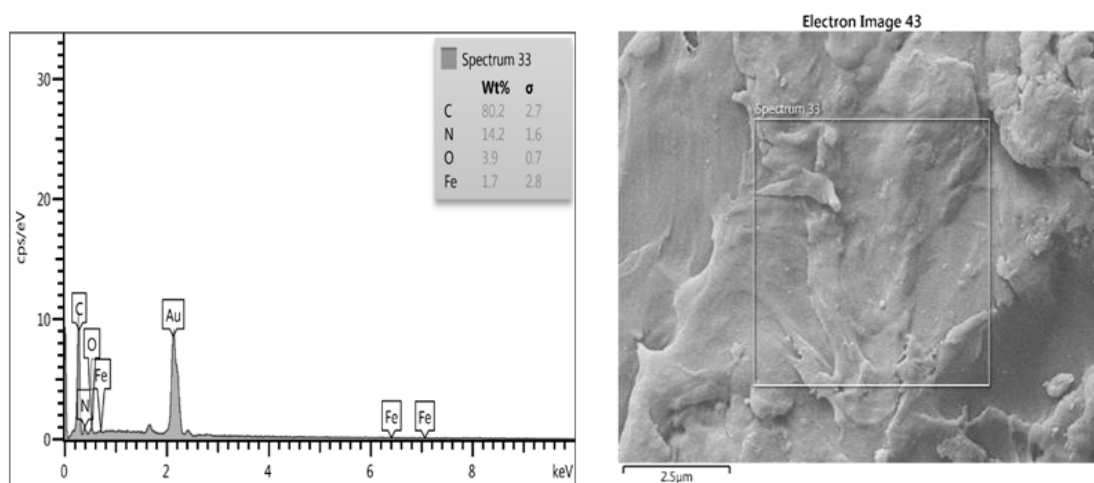 Electron Image 43
30
20
10
0
cps/eV
Spectrum 33
Wt% σ
C 80.2 2.7
N 14.2 1.6
O 3.9 0.7
Fe 1.7 2.8
C
O
N
Fe
Au
Fe
Fe
0 2 4 6 8 keV
Spectrum 33
2.5µm